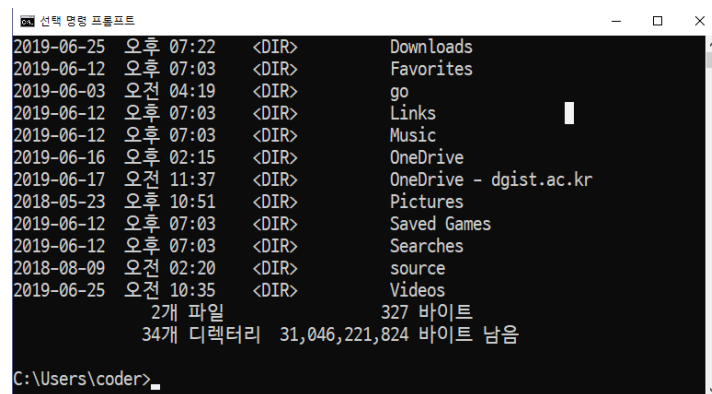 선택 명령 프롬프트
2019-06-25 오후 07:22 <DIR> Downloads
2019-06-12 오후 07:03 <DIR> Favorites
2019-06-03 오전 04:19 <DIR> go
2019-06-12 오후 07:03 <DIR> Links
2019-06-12 오후 07:03 <DIR> Music
2019-06-16 오후 02:15 <DIR> OneDrive
2019-06-17 오전 11:37 <DIR> OneDrive - dgist.ac.kr
2018-05-23 오후 10:51 <DIR> Pictures
2019-06-12 오후 07:03 <DIR> Saved Games
2019-06-12 오후 07:03 <DIR> Searches
2018-08-09 오전 02:20 <DIR> source
2019-06-25 오전 10:35 <DIR> Videos
2개 파일 327 바이트
34개 디렉터리 31,046,221,824 바이트 남음
C:\Users\coder>